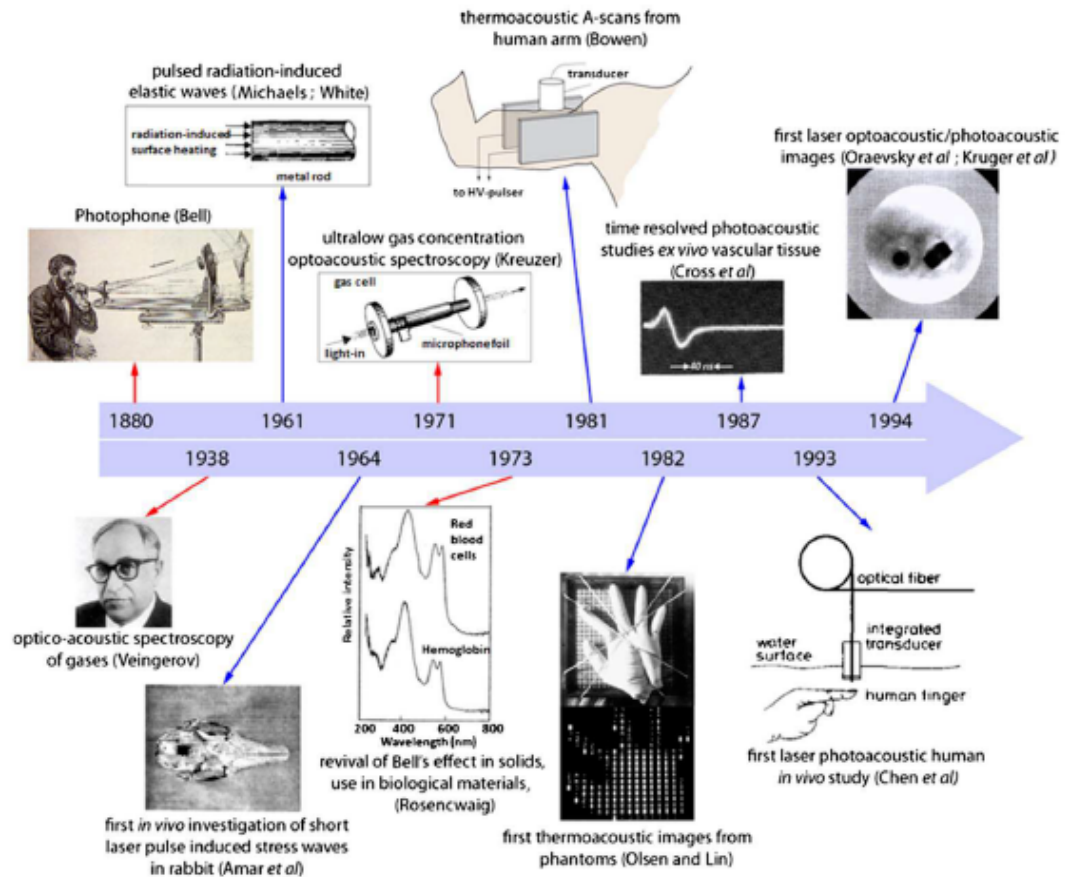 thermoacoustic A-scans from
human arm (Bowen)
transducer
to HV-pulser
pulsed radiation-induced
elastic waves (Michaels ; White)
radiation-induced
surface heating
metal rod
first laser optoacoustic/photoacoustic
images (Oraevsky et al ; Kruger et al)
Photophone (Bell)
ultralow gas concentration
optoacoustic spectroscopy (Kreuzer)
gas cell
light-in
microphone foil
time resolved photoacoustic
studies ex vivo vascular tissue
(Cross et al)
40 ns
1880 1961 1971 1981 1987 1994
1938 1964 1973 1982 1993
optico-acoustic spectroscopy
of gases (Veingerov)
Relative intensity
Red
blood
cells
Hemoglobin
200 400 600 800
Wavelength (nm)
revival of Bell's effect in solids,
use in biological materials,
(Rosencwaig)
optical fiber
water
surface
integrated
transducer
human finger
first laser photoacoustic human
in vivo study (Chen et al)
first in vivo investigation of short
laser pulse induced stress waves
in rabbit (Amar et al)
first thermoacoustic images from
phantoms (Olsen and Lin)